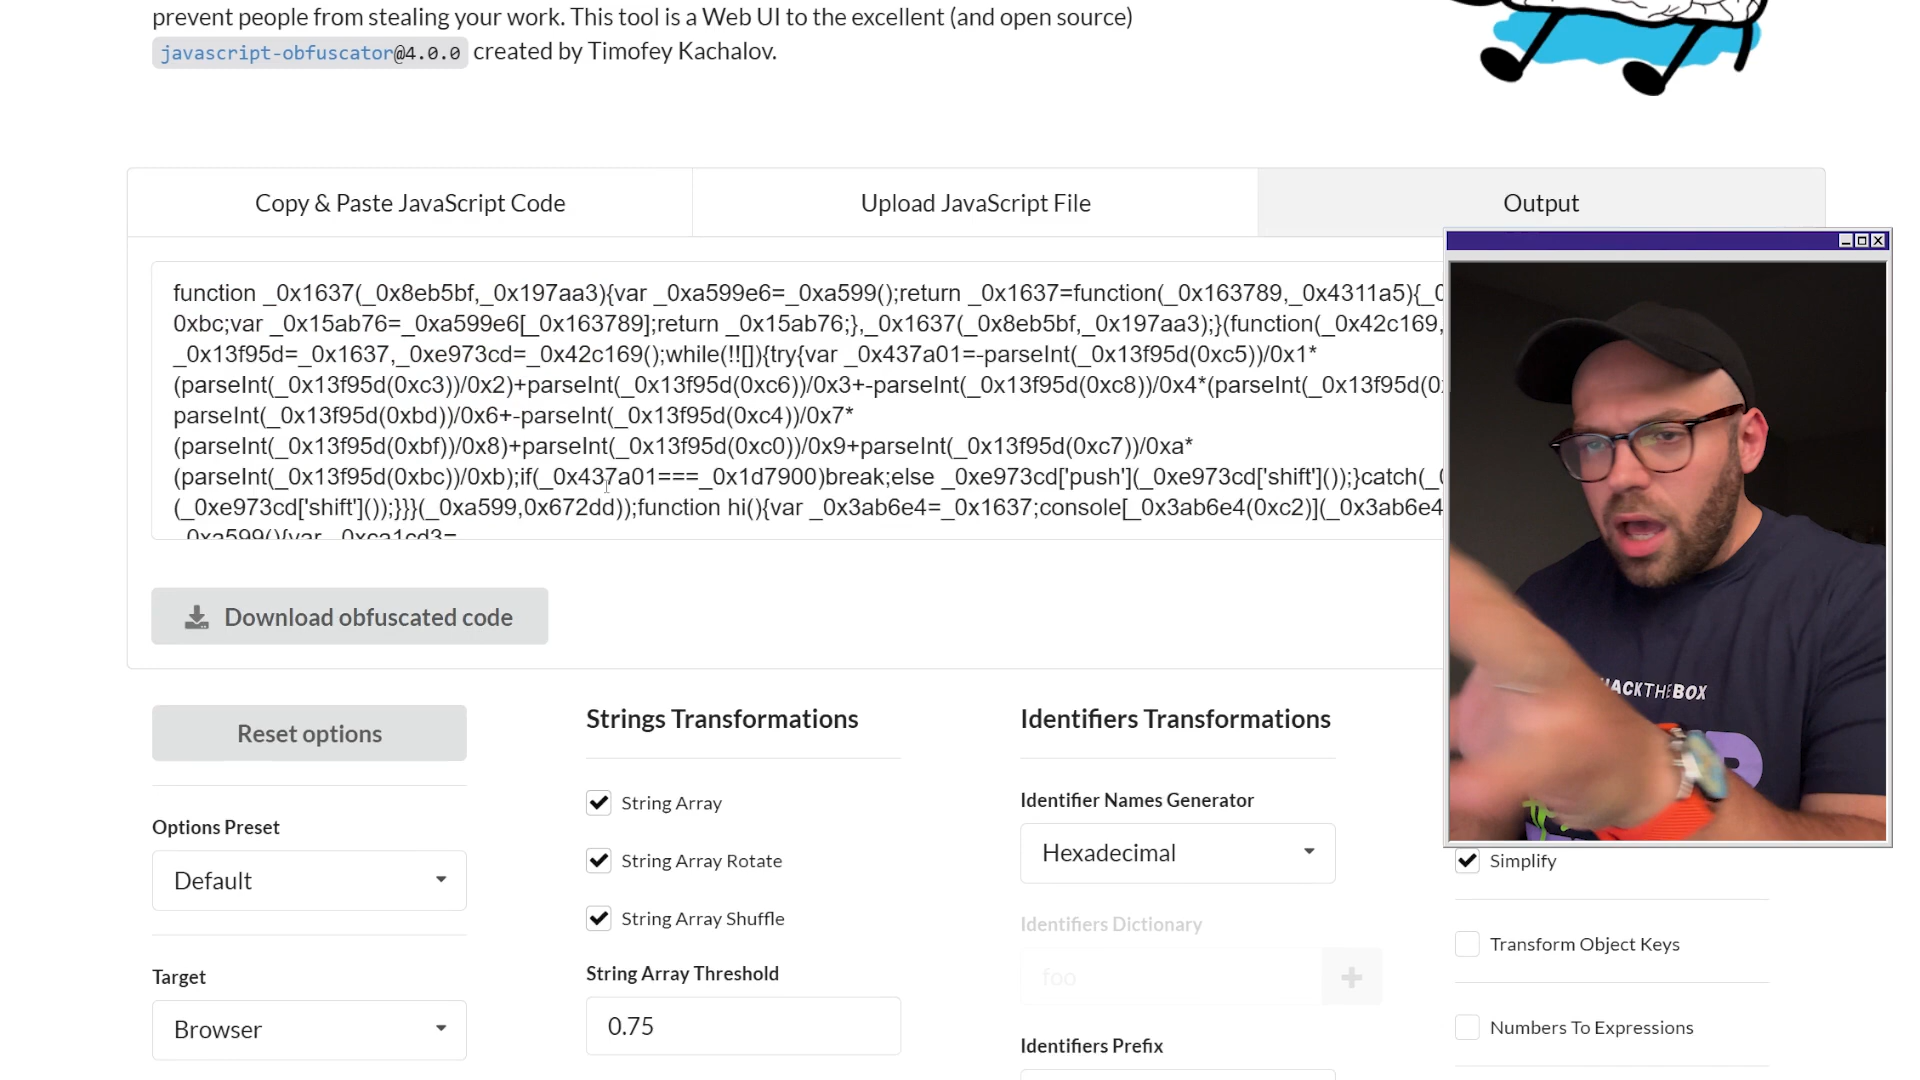 prevent people from stealing your work. This tool is a Web UI to the excellent (and open source)
javascript-obfuscator@4.0.0 created by Timofey Kachalov.
Copy & Paste JavaScript Code
Upload JavaScript File
Output
function _0x1637(_0x8eb5bf,_0x197aa3){var _0xa599e6=_0xa599();return _0x1637=function(_0x163789,_0x4311a5){_0
0xbc;var _0x15ab76=_0xa599e6[_0x163789];return _0x15ab76;},_0x1637(_0x8eb5bf,_0x197aa3);}(function(_0x42c169,
_0x13f95d=_0x1637,_0xe973cd=_0x42c169();while(!![]){try{var _0x437a01=-parseInt(_0x13f95d(0xc5))/0x1*
(parseInt(_0x13f95d(0xc3))/0x2)+parseInt(_0x13f95d(0xc6))/0x3+-parseInt(_0x13f95d(0xc8))/0x4*(parseInt(_0x13f95d(0
parseInt(_0x13f95d(0xbd))/0x6+-parseInt(_0x13f95d(0xc4))/0x7*
(parseInt(_0x13f95d(0xbf))/0x8)+parseInt(_0x13f95d(0xc0))/0x9+parseInt(_0x13f95d(0xc7))/0xa*
(parseInt(_0x13f95d(0xbc))/0xb);if(_0x437a01===_0x1d7900)break;else _0xe973cd['push'](_0xe973cd['shift']());}catch(_0
(_0xe973cd['shift']());}}}(_0xa599,0x672dd));function hi(){var _0x3ab6e4=_0x1637;console[_0x3ab6e4(0xc2)](_0x3ab6e4
_0xa599(){var _0xca1cd3=
Download obfuscated code
HACKTHEBOX
Reset options
Strings Transformations
Identifiers Transformations
String Array
Identifier Names Generator
String Array Rotate
Hexadecimal
Simplify
Options Preset
Default
String Array Shuffle
Identifiers Dictionary
foo
Transform Object Keys
Target
String Array Threshold
Browser
0.75
Numbers To Expressions
Identifiers Prefix